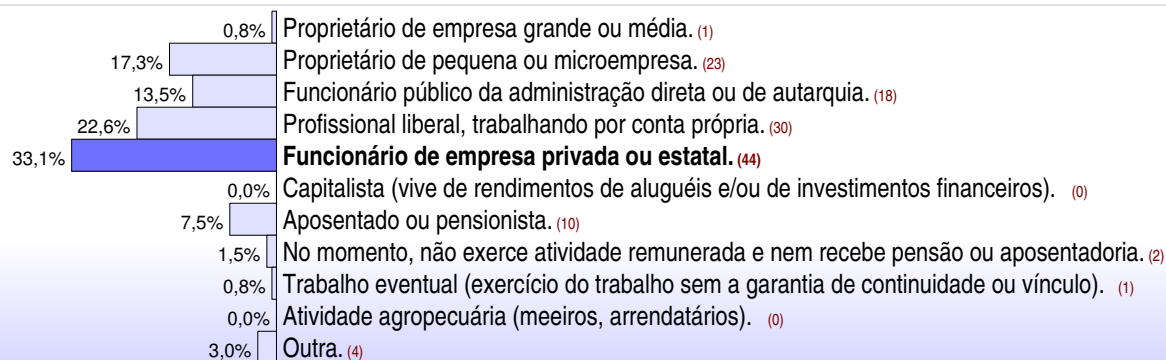 0,8% Proprietário de empresa grande ou média. (1)
17,3% Proprietário de pequena ou microempresa. (23)
13,5% Funcionário público da administração direta ou de autarquia. (18)
22,6% Profissional liberal, trabalhando por conta própria. (30)
33,1% Funcionário de empresa privada ou estatal. (44)
0,0% Capitalista (vive de rendimentos de aluguéis e/ou de investimentos financeiros). (0)
7,5% Aposentado ou pensionista. (10)
1,5% No momento, não exerce atividade remunerada e nem recebe pensão ou aposentadoria. (2)
0,8% Trabalho eventual (exercício do trabalho sem a garantia de continuidade ou vínculo). (1)
0,0% Atividade agropecuária (meeiros, arrendatários). (0)
3,0% Outra. (4)